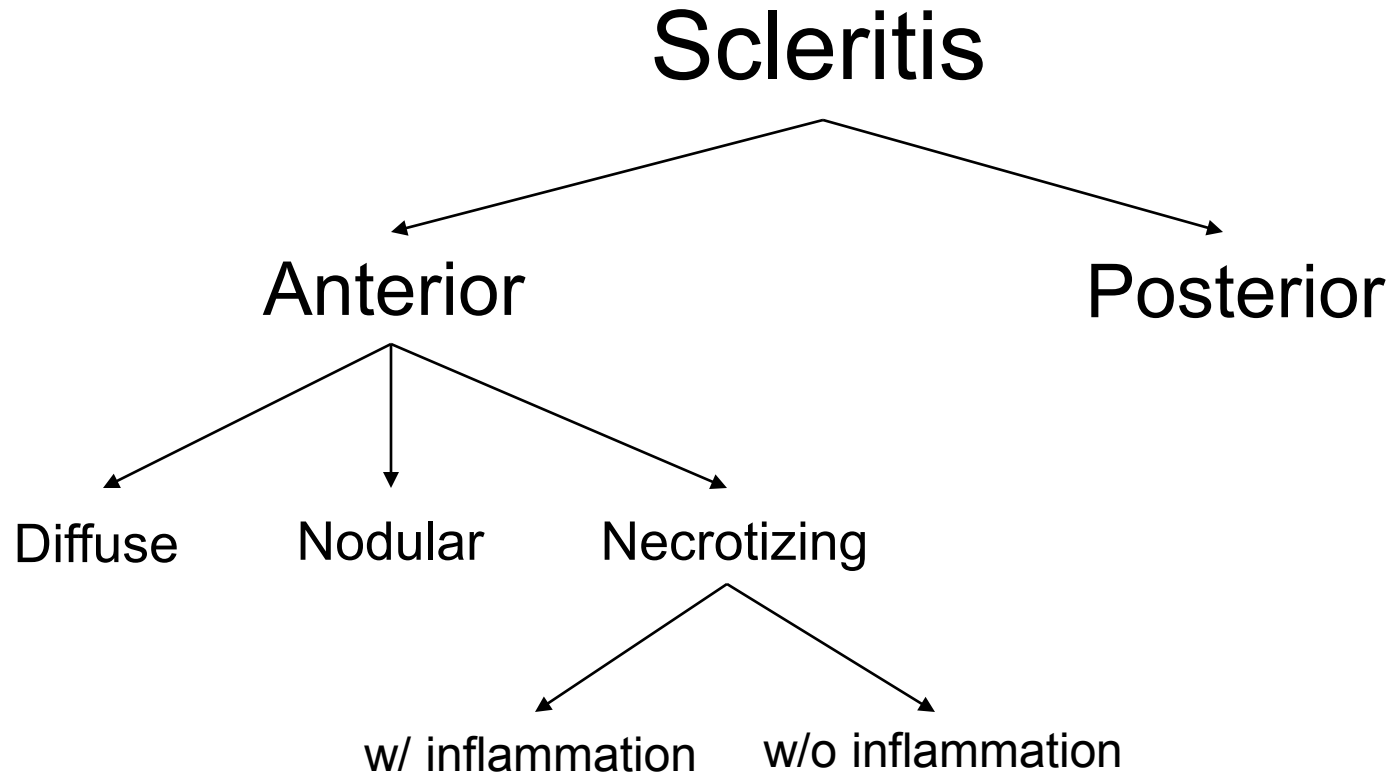 Scleritis
Anterior
Posterior
Diffuse
Nodular
Necrotizing
w/ inflammation
w/o inflammation